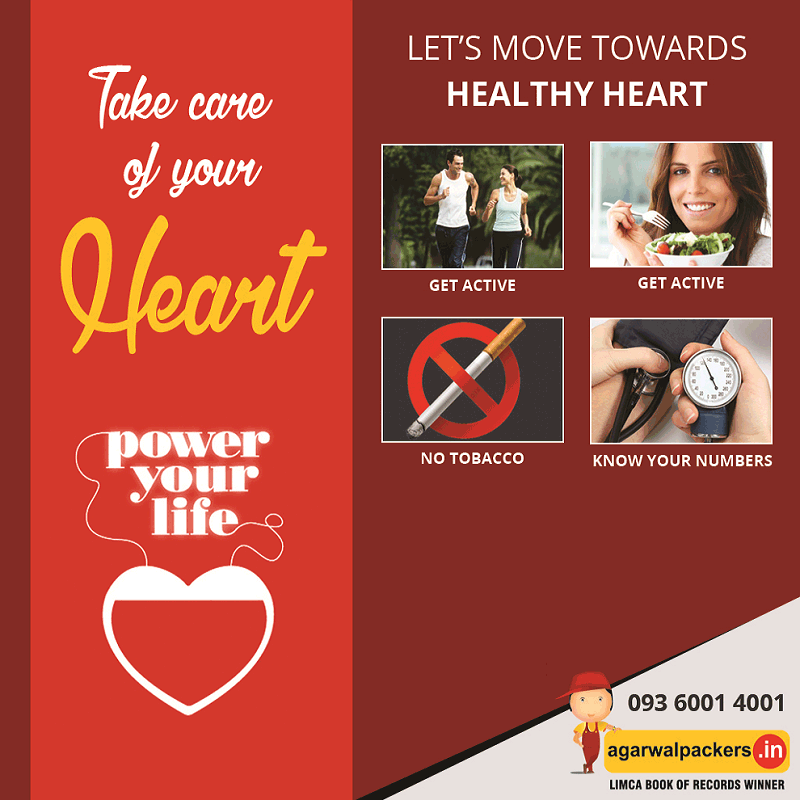 Take care
of your
Heart
power
your
life
LET'S MOVE TOWARDS
HEALTHY HEART
GET ACTIVE
GET ACTIVE
NO TOBACCO
KNOW YOUR NUMBERS
093 6001 4001
agarwalpackers.in
LIMCA BOOK OF RECORDS WINNER